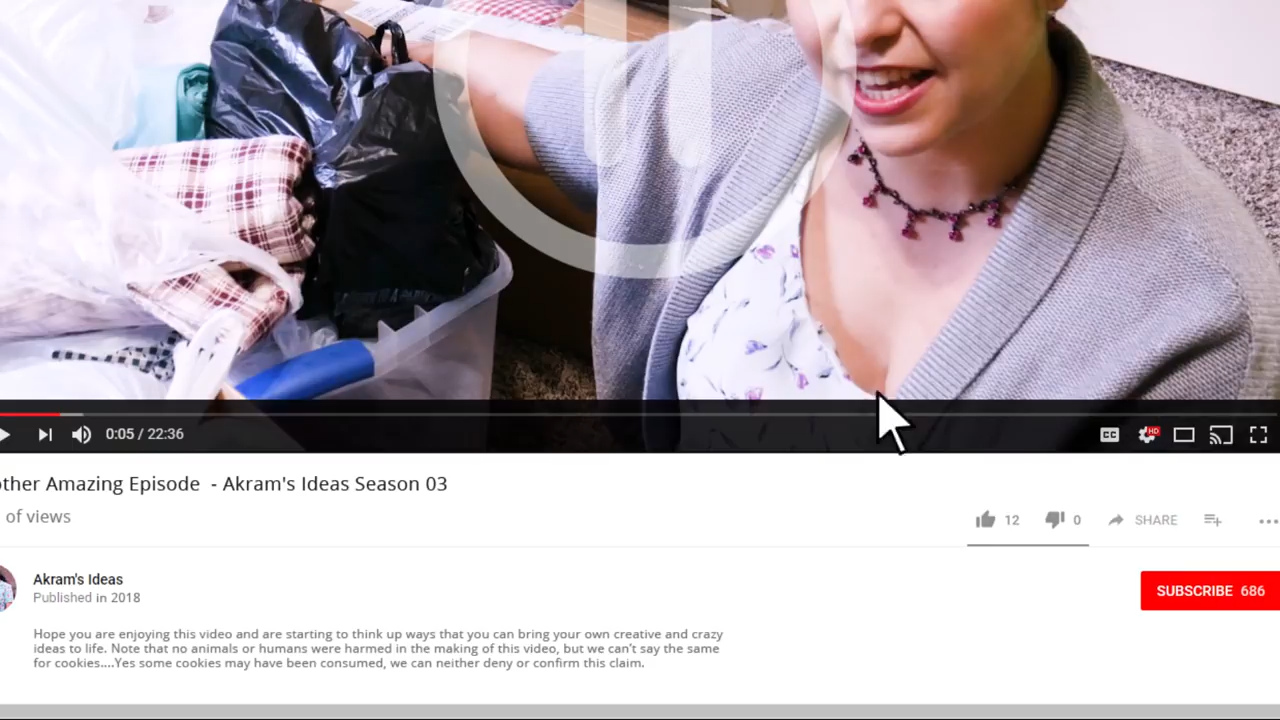 0:05 / 22:36
CC
HD
other Amazing Episode - Akram's Ideas Season 03
of views
12 0 SHARE
Akram's Ideas
Published in 2018
SUBSCRIBE 686
Hope you are enjoying this video and are starting to think up ways that you can bring your own creative and crazy
ideas to life. Note that no animals or humans were harmed in the making of this video, but we can't say the same
for cookies....Yes some cookies may have been consumed, we can neither deny or confirm this claim.